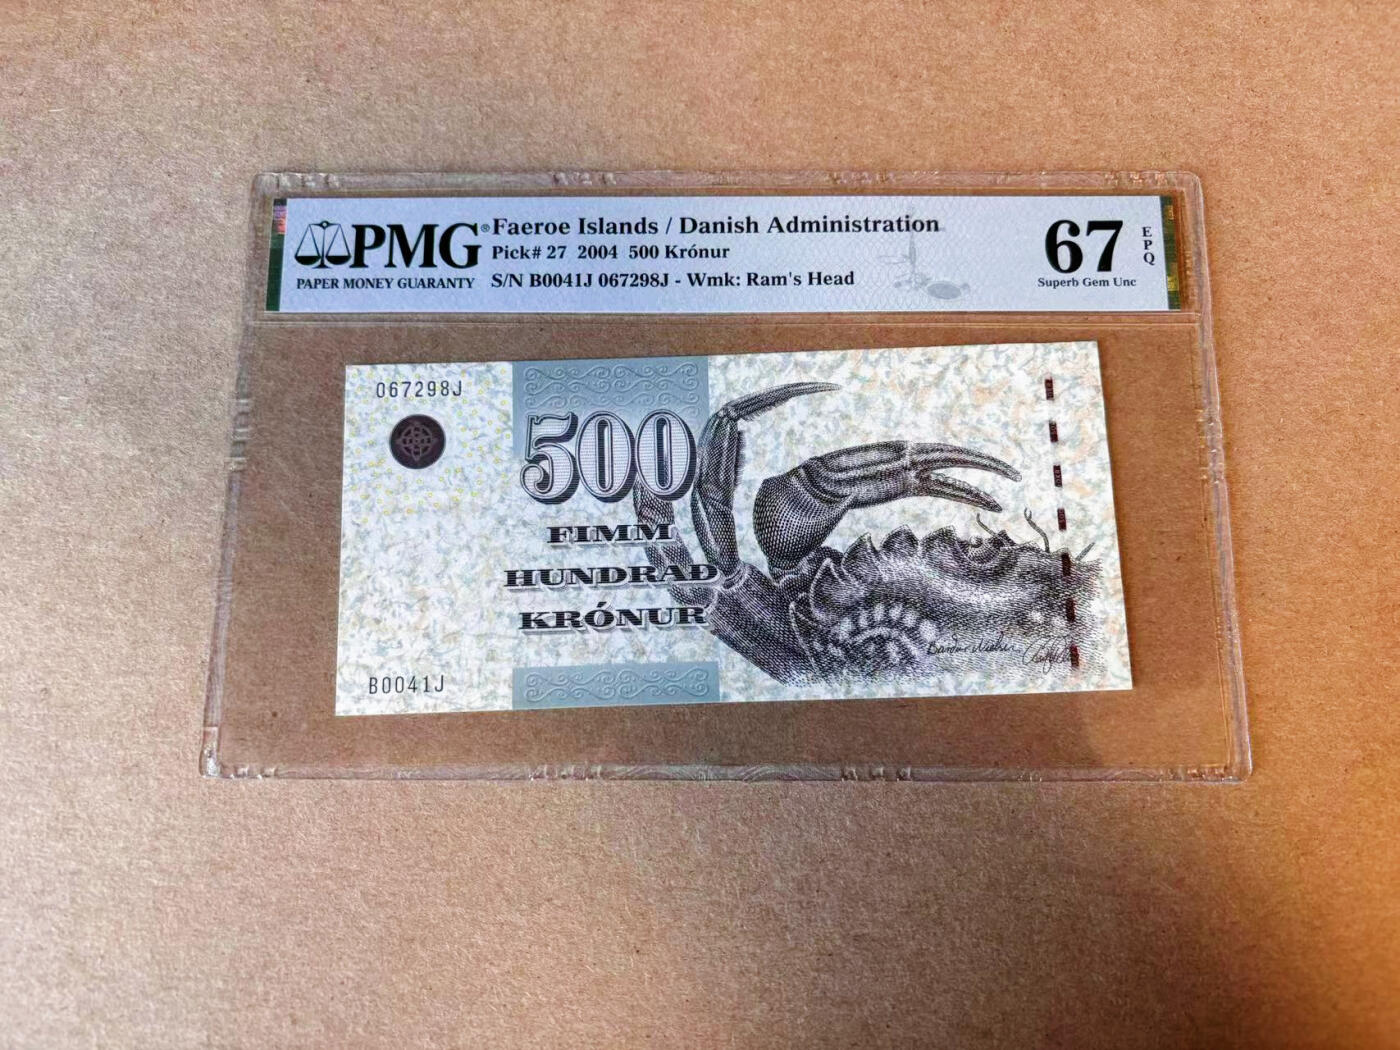 PMG®
PAPER MONEY GUARANTY
Faeroe Islands / Danish Administration
Pick# 27 2004 500 Krónur
S/N B0041J 067298J - Wmk: Ram's Head
67
EPQ
Superb Gem Unc
067298J
500
FIMM
HUNDRAÐ
KRÓNUR
B0041J